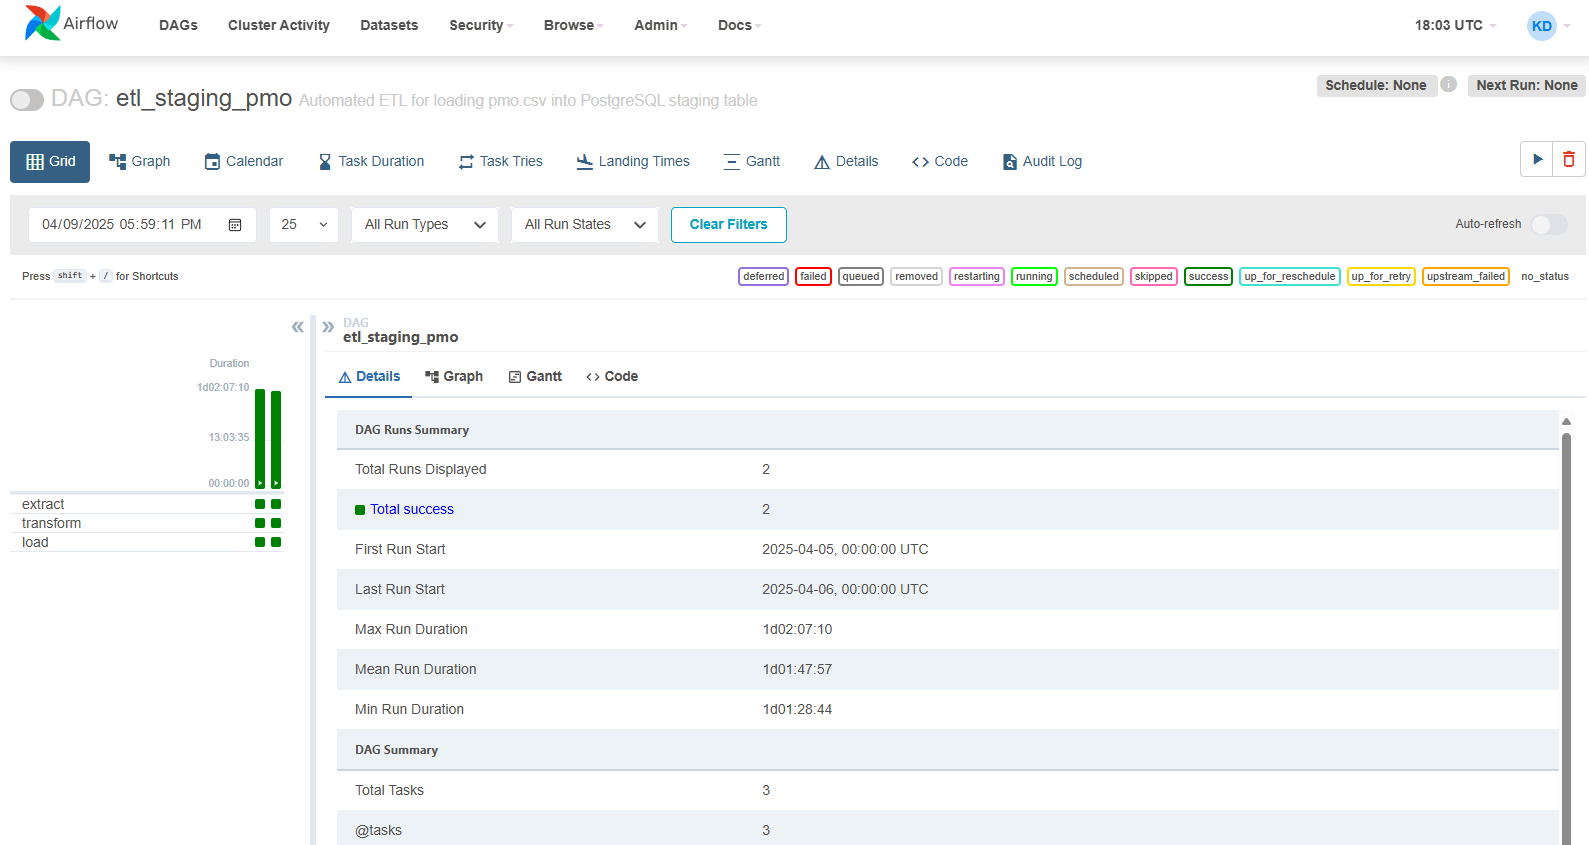 Airflow DAGs Cluster Activity Datasets Security Browse Admin Docs 18:03 UTC KD
DAG: etl_staging_pmo Automated ETL for loading pmo.csv into PostgreSQL staging table Schedule: None i Next Run: None
Grid Graph Calendar Task Duration Task Tries Landing Times Gantt Details Code Audit Log
04/09/2025 05:59:11 PM 25 All Run Types All Run States Clear Filters Auto-refresh
Press shift + / for Shortcuts deferred failed queued removed restarting running scheduled skipped success up_for_reschedule up_for_retry upstream_failed no_status
Duration
1d02:07:10
13:03:35
00:00:00
extract
transform
load
DAG
etl_staging_pmo
Details Graph Gantt Code
DAG Runs Summary
Total Runs Displayed 2
Total success 2
First Run Start 2025-04-05, 00:00:00 UTC
Last Run Start 2025-04-06, 00:00:00 UTC
Max Run Duration 1d02:07:10
Mean Run Duration 1d01:47:57
Min Run Duration 1d01:28:44
DAG Summary
Total Tasks 3
@tasks 3